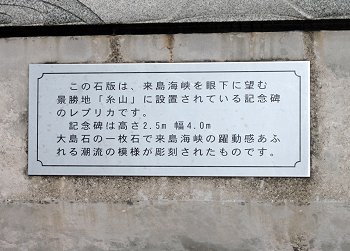 この石版は、来島海峡を眼下に望む
景勝地「糸山」に設置されている記念碑
のレプリカです。
記念碑は高さ2.5m 幅4.0m
大島石の一枚石で来島海峡の躍動感あふ
れる潮流の模様が彫刻されたものです。